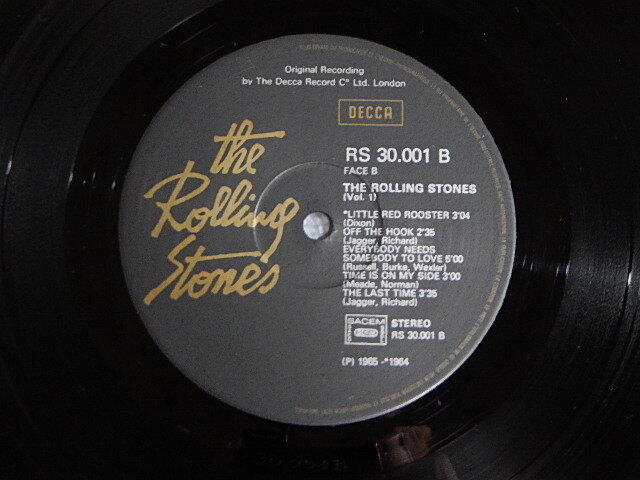 Original Recording
by The Decca Record C° Ltd. London
DECCA
the
Rolling
Stones
RS 30.001 B
FACE B
THE ROLLING STONES
(Vol. 1)
*LITTLE RED ROOSTER 3'04
(Dixon)
OFF THE HOOK 2'35
(Jagger, Richard)
EVERYBODY NEEDS
SOMEBODY TO LOVE 5'00
(Russell, Burke, Wexler)
TIME IS ON MY SIDE 3'00
(Meade, Norman)
THE LAST TIME 3'35
(Jagger, Richard)
SACEM
STEREO
RS 30.001 B
(P) 1965 -*1964